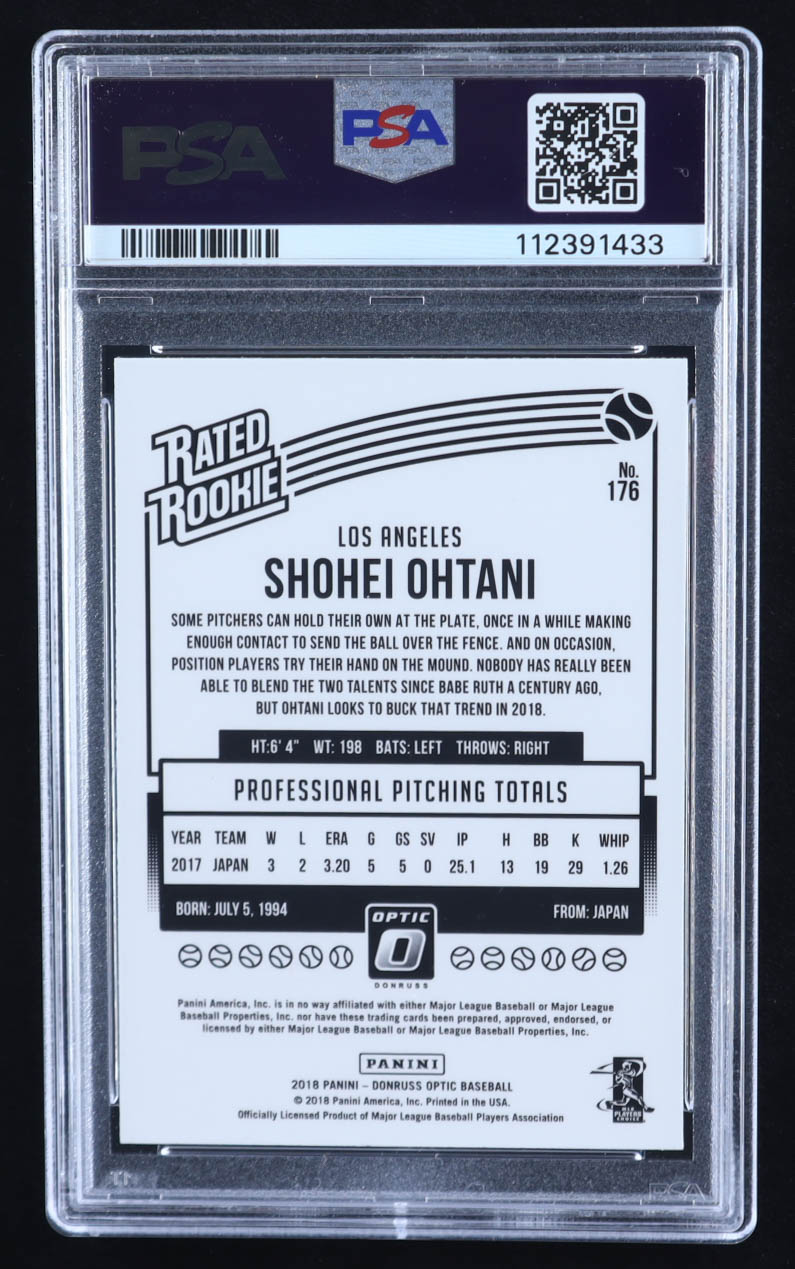 PSA
PSA
112391433
RATED
ROOKIE
No.
176
LOS ANGELES
SHOHEI OHTANI
SOME PITCHERS CAN HOLD THEIR OWN AT THE PLATE, ONCE IN A WHILE MAKING
ENOUGH CONTACT TO SEND THE BALL OVER THE FENCE. AND ON OCCASION,
POSITION PLAYERS TRY THEIR HAND ON THE MOUND. NOBODY HAS REALLY BEEN
ABLE TO BLEND THE TWO TALENTS SINCE BABE RUTH A CENTURY AGO,
BUT OHTANI LOOKS TO BUCK THAT TREND IN 2018.
HT:6' 4" WT: 198 BATS: LEFT THROWS: RIGHT
PROFESSIONAL PITCHING TOTALS
YEAR TEAM W L ERA G GS SV IP H BB K WHIP
2017 JAPAN 3 2 3.20 5 5 0 25.1 13 19 29 1.26
BORN: JULY 5, 1994 FROM: JAPAN
OPTIC
O
DONRUSS
Panini America, Inc. is in no way affiliated with either Major League Baseball or Major League
Baseball Properties, Inc. nor have these trading cards been prepared, approved, endorsed, or
licensed by either Major League Baseball or Major League Baseball Properties, Inc.
PANINI
2018 PANINI – DONRUSS OPTIC BASEBALL
© 2018 Panini America, Inc. Printed in the USA.
Officially Licensed Product of Major League Baseball Players Association
MLB
PLAYERS
CHOICE
PSA